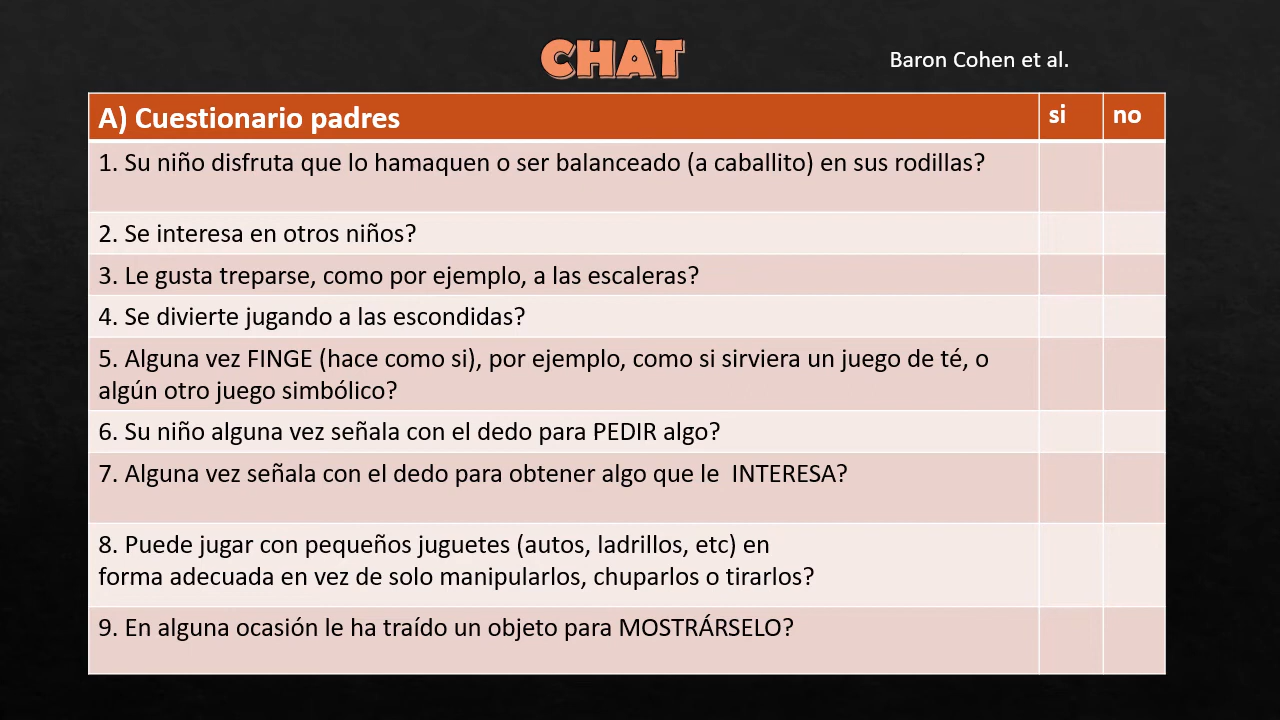 CHAT
Baron Cohen et al.
A) Cuestionario padres
si
no
1. Su niño disfruta que lo hamaquen o ser balanceado (a caballito) en sus rodillas?
2. Se interesa en otros niños?
3. Le gusta treparse, como por ejemplo, a las escaleras?
4. Se divierte jugando a las escondidas?
5. Alguna vez FINGE (hace como si), por ejemplo, como si sirviera un juego de té, o
algún otro juego simbólico?
6. Su niño alguna vez señala con el dedo para PEDIR algo?
7. Alguna vez señala con el dedo para obtener algo que le  INTERESA?
8. Puede jugar con pequeños juguetes (autos, ladrillos, etc) en
forma adecuada en vez de solo manipularlos, chuparlos o tirarlos?
9. En alguna ocasión le ha traído un objeto para MOSTRÁRSELO?